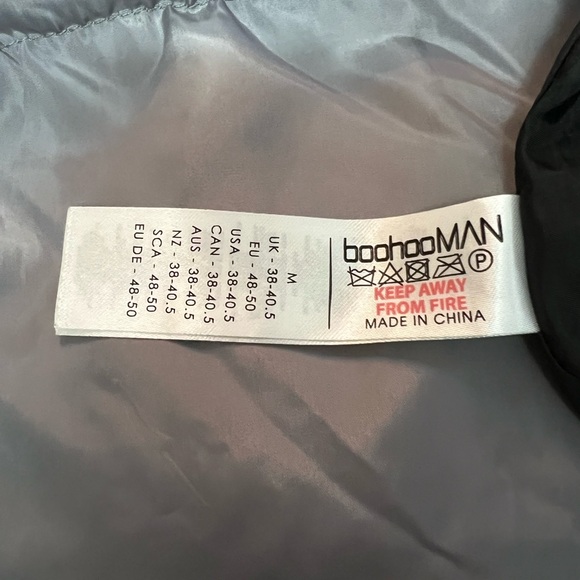 boohooMAN
P
KEEP AWAY
FROM FIRE
MADE IN CHINA
M
UK - 38-40.5
EU - 48-50
USA - 38-40.5
CAN - 38-40.5
AUS - 38-40.5
NZ - 38-40.5
SCA - 48-50
EU DE - 48-50